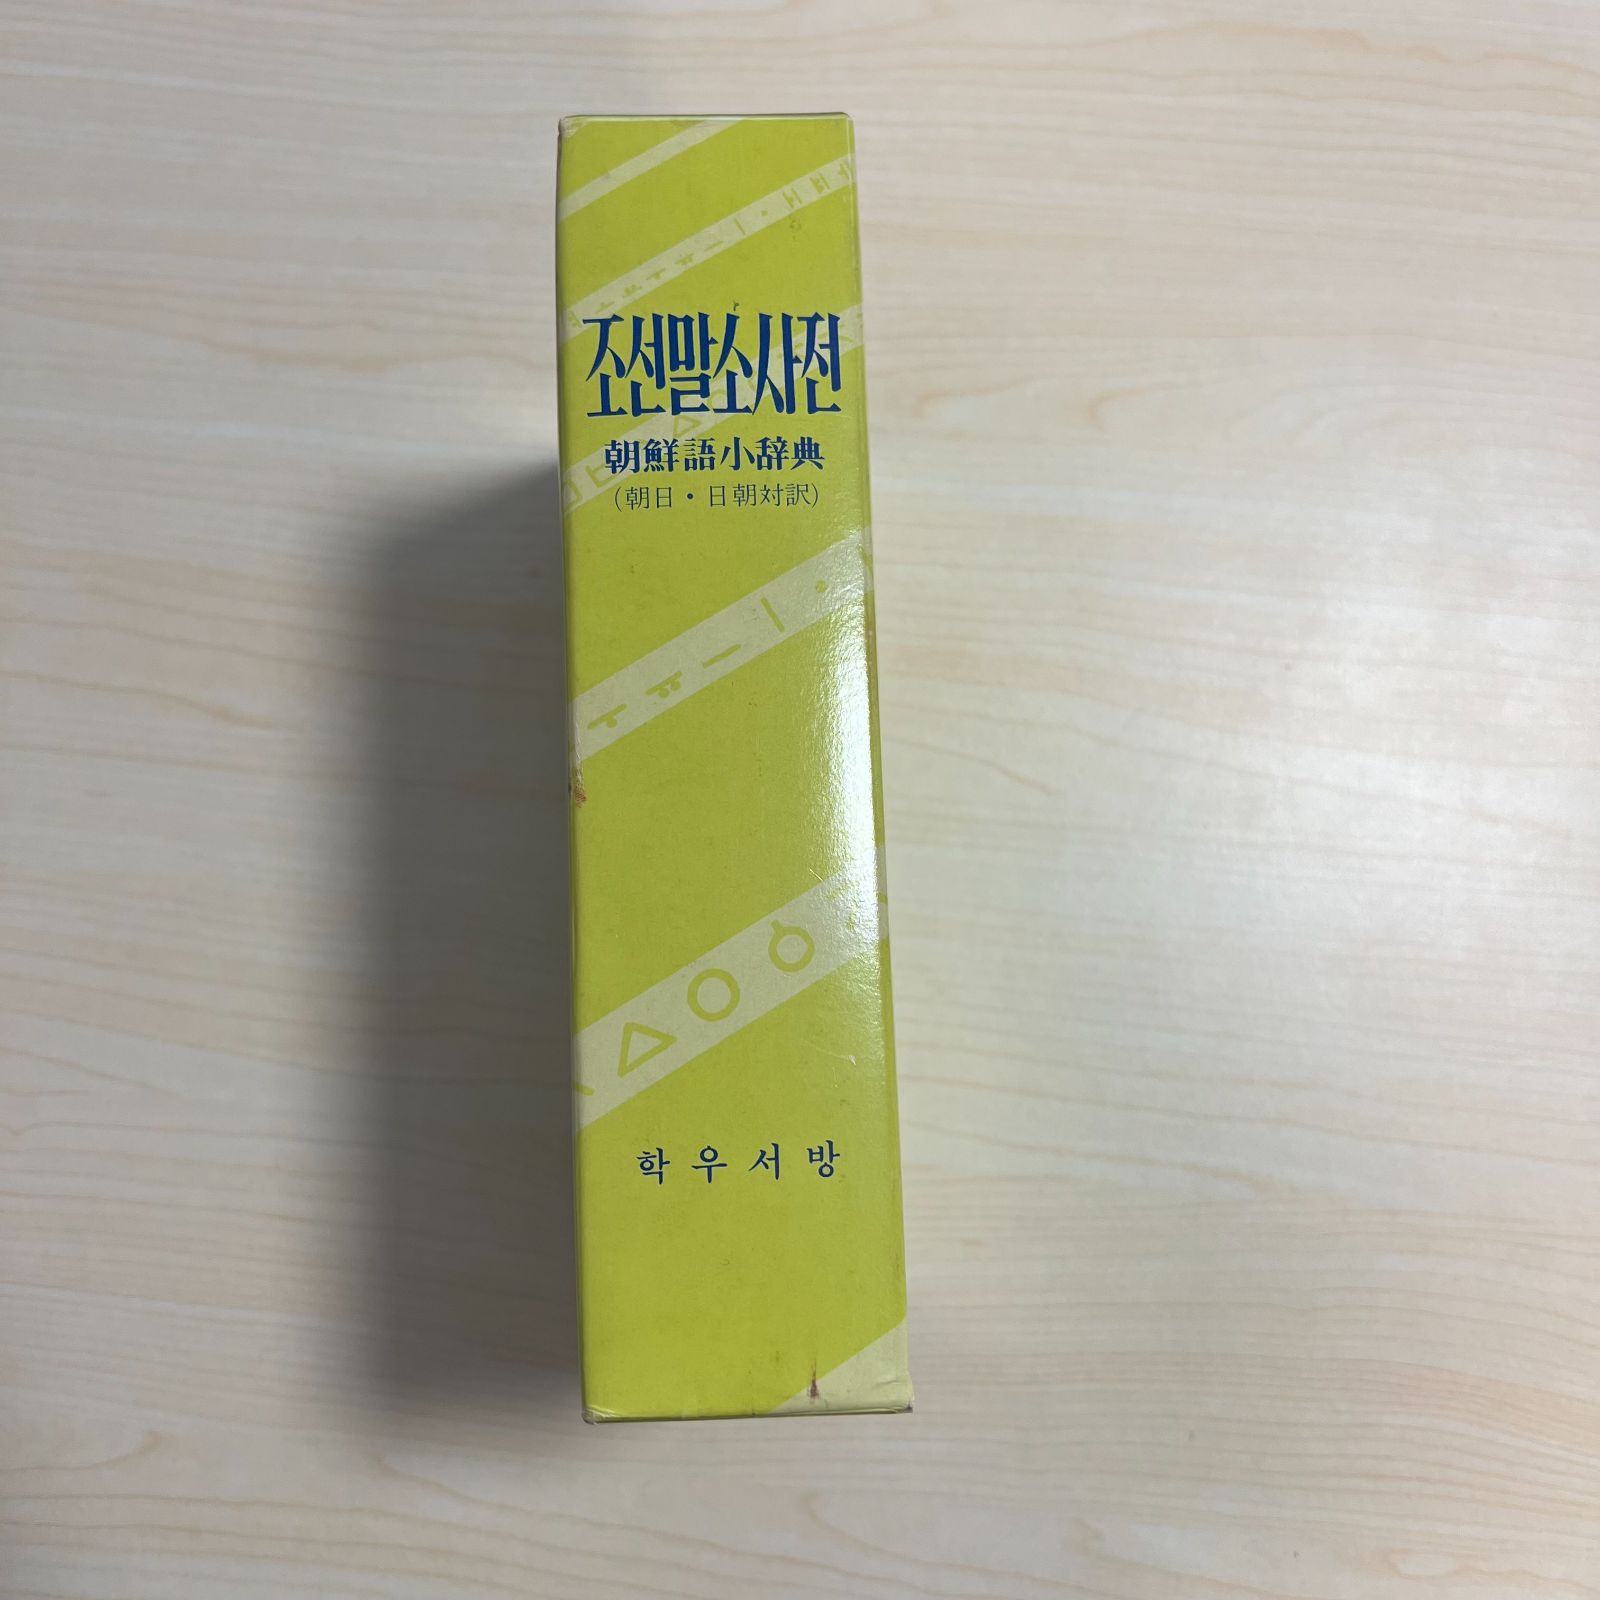 조선말소사전
朝鮮語小辞典
(朝日・日朝対訳)
학우서방